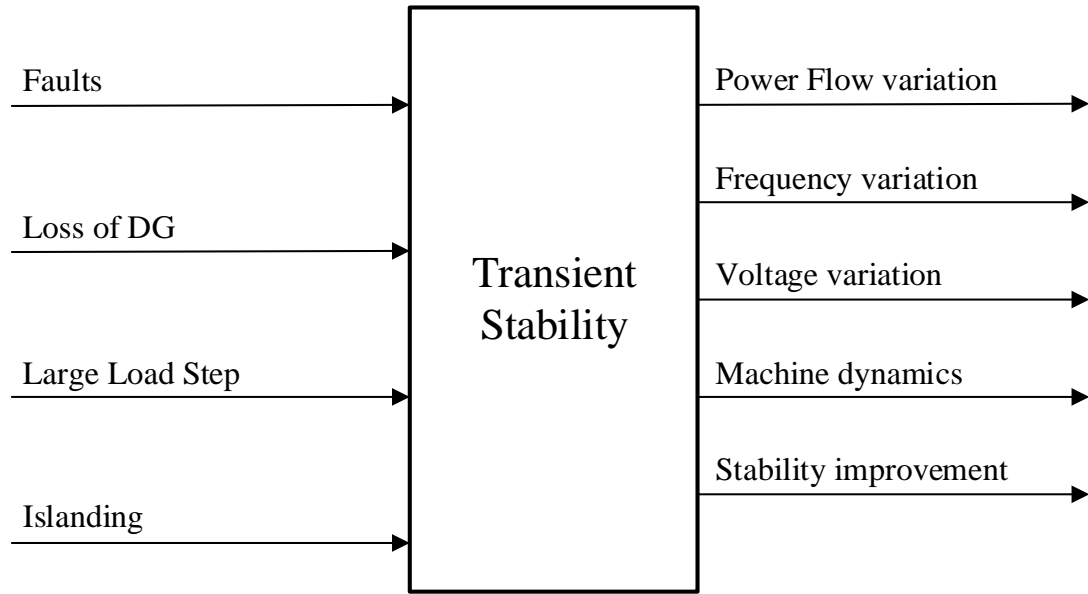 Faults
Loss of DG
Large Load Step
Islanding
Transient
Stability
Power Flow variation
Frequency variation
Voltage variation
Machine dynamics
Stability improvement